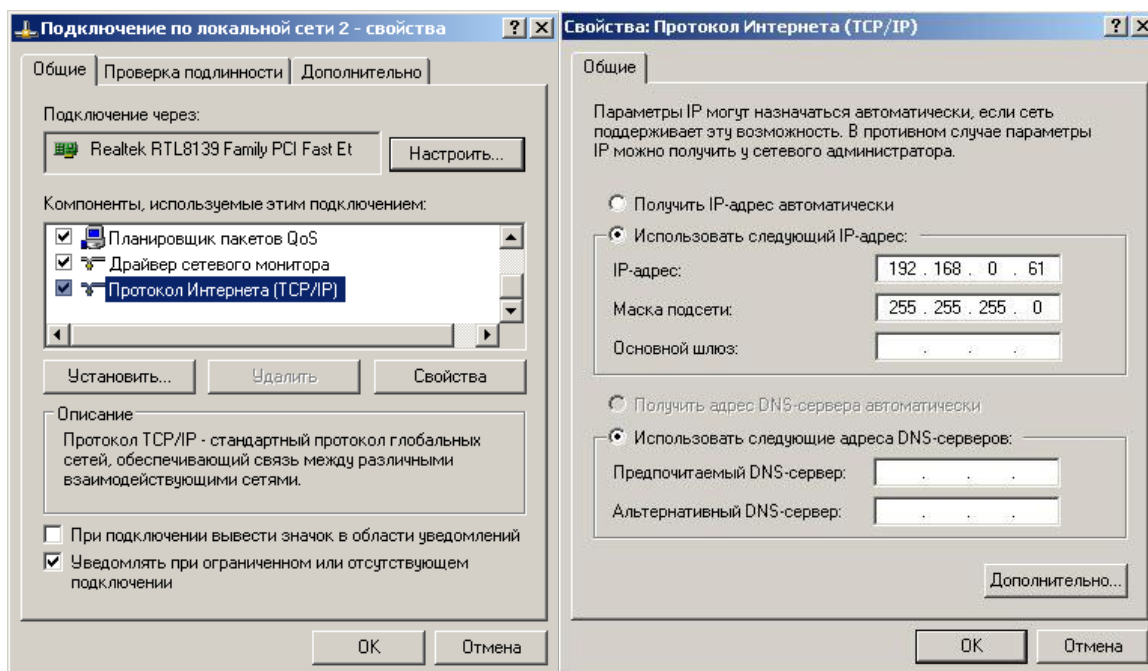 Подключение по локальной сети 2 - свойства
Общие
Проверка подлинности
Дополнительно
Подключение через:
Realtek RTL8139 Family PCI Fast Et
Настроить...
Компоненты, используемые этим подключением:
Планировщик пакетов QoS
Драйвер сетевого монитора
Протокол Интернета (TCP/IP)
Установить...
Удалить
Свойства
Описание
Протокол TCP/IP - стандартный протокол глобальных
сетей, обеспечивающий связь между различными
взаимодействующими сетями.
При подключении вывести значок в области уведомлений
Уведомлять при ограниченном или отсутствующем
подключении
OK
Отмена
Свойства: Протокол Интернета (TCP/IP)
Общие
Параметры IP могут назначаться автоматически, если сеть
поддерживает эту возможность. В противном случае параметры
IP можно получить у сетевого администратора.
Получить IP-адрес автоматически
Использовать следующий IP-адрес:
IP-адрес:
192 . 168 . 0 . 61
Маска подсети:
255 . 255 . 255 . 0
Основной шлюз:
. . .
Получить адрес DNS-сервера автоматически
Использовать следующие адреса DNS-серверов:
Предпочитаемый DNS-сервер:
. . .
Альтернативный DNS-сервер:
. . .
Дополнительно...
OK
Отмена